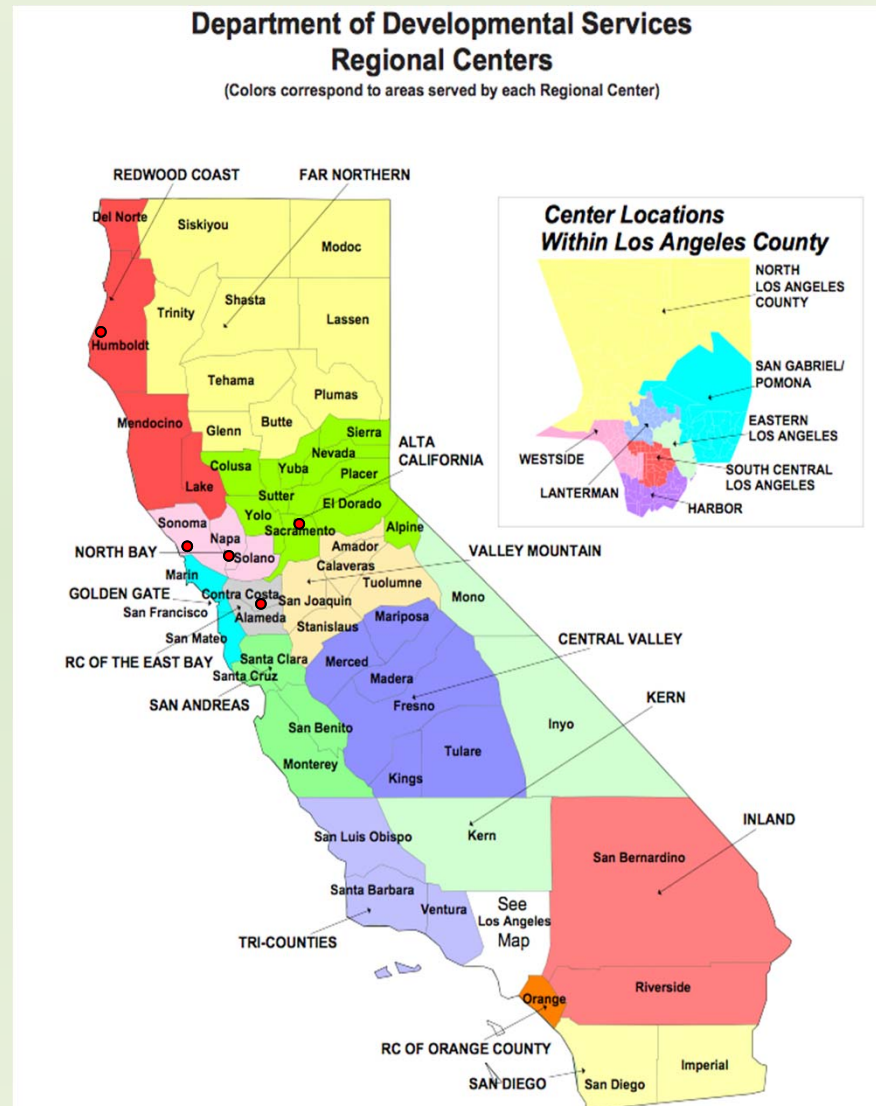 Department of Developmental Services
Regional Centers
(Colors correspond to areas served by each Regional Center)
REDWOOD COAST
FAR NORTHERN
Del Norte
Siskiyou
Modoc
Humboldt
Trinity
Shasta
Lassen
Tehama
Plumas
Mendocino
Glenn
Butte
Lake
Colusa
Yuba
Nevada
Sierra
Placer
Sutter
El Dorado
Yolo
Sacramento
Alpine
ALTA
CALIFORNIA
Sonoma
Napa
Solano
NORTH BAY
Marin
Amador
Calaveras
Tuolumne
VALLEY MOUNTAIN
GOLDEN GATE
San Francisco
Contra Costa
Alameda
San Joaquin
Mono
San Mateo
Stanislaus
Mariposa
RC OF THE EAST BAY
Santa Clara
Santa Cruz
Merced
Madera
Fresno
CENTRAL VALLEY
SAN ANDREAS
San Benito
Monterey
Kings
Tulare
Inyo
KERN
San Luis Obispo
Kern
San Bernardino
INLAND
Santa Barbara
Ventura
See
Los Angeles
Map
TRI-COUNTIES
Orange
Riverside
RC OF ORANGE COUNTY
SAN DIEGO
San Diego
Imperial
Center Locations
Within Los Angeles County
NORTH
LOS ANGELES
COUNTY
SAN GABRIEL/
POMONA
EASTERN
LOS ANGELES
WESTSIDE
SOUTH CENTRAL
LOS ANGELES
LANTERMAN
HARBOR